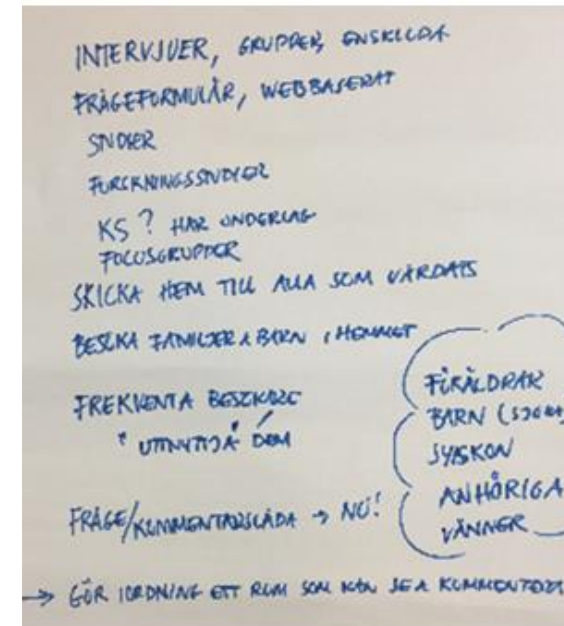 INTERVJUER, GRUPPER, ENSKILDA
FRÅGEFORMULÄR, WEBBASERAT
STUDIER
FORSKNINGSSTUDIER
KS? HAR UNDERLAG
FOCUSGRUPPER
SKICKA HEM TILL ALLA SOM VÅRDATS
BESÖKA FAMILJER & BARN I HEMMET
FREKVENTA BESÖKARE
"UTNYTTJA" DEM
FRÅGE/KOMMENTARSLÅDA → NU!
FÖRÄLDRAR
BARN (SJUKA)
SYSKON
ANHÖRIGA
VÄNNER
→ GÖR IORDNING ETT RUM SOM KAN SE &